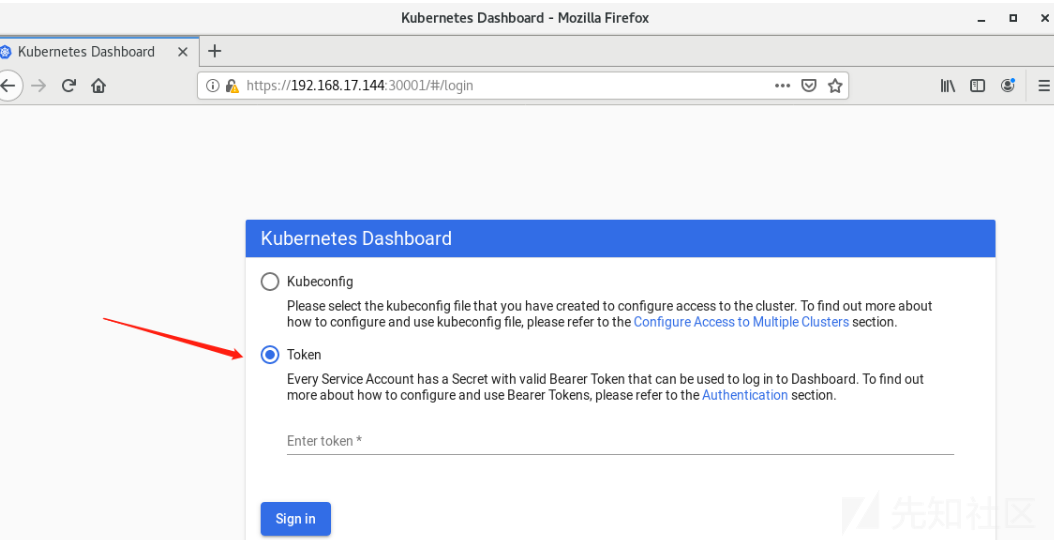 Kubernetes Dashboard - Mozilla Firefox
Kubernetes Dashboard
https://192.168.17.144:30001/#/login
Kubernetes Dashboard
Kubeconfig
Please select the kubeconfig file that you have created to configure access to the cluster. To find out more about
how to configure and use kubeconfig file, please refer to the Configure Access to Multiple Clusters section.
Token
Every Service Account has a Secret with valid Bearer Token that can be used to log in to Dashboard. To find out
more about how to configure and use Bearer Tokens, please refer to the Authentication section.
Enter token *
Sign in
先知社区